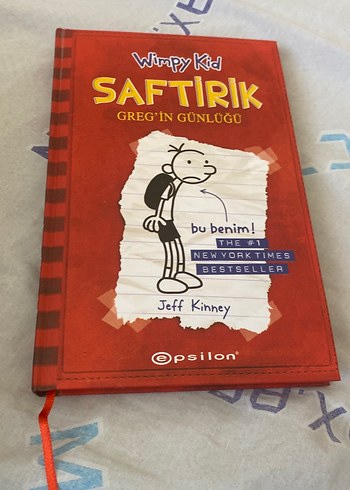 Wimpy Kid
SAFTİRİK
GREG'İN GÜNLÜĞÜ
bu benim!
THE #1
NEW YORK TIMES
BESTSELLER
Jeff Kinney
epsilon